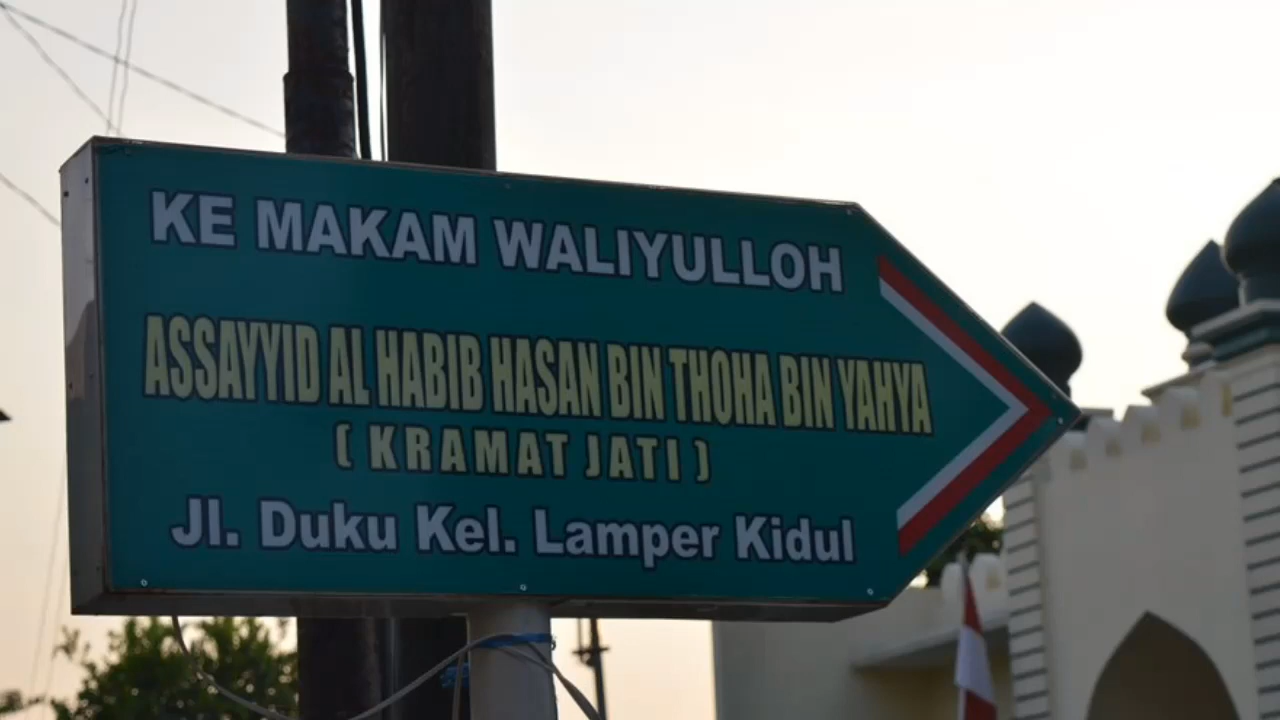 KE MAKAM WALIYULLOH
ASSAYYID AL HABIB HASAN BIN THOHA BIN YAHYA
( KRAMAT JATI )
Jl. Duku Kel. Lamper Kidul